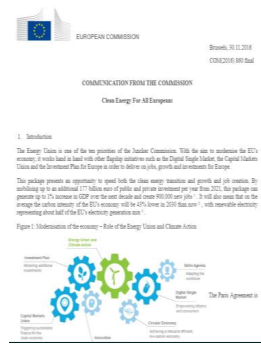 EUROPEAN COMMISSION
Brussels, 30.11.2016
COM(2016) 860 final
COMMUNICATION FROM THE COMMISSION
Clean Energy For All Europeans
1. Introduction
The Energy Union is one of the ten priorities of the Juncker Commission. With the aim to modernise the EU's
economy, it works hand in hand with other flagship initiatives such as the Digital Single Market, the Capital Markets
Union and the Investment Plan for Europe in order to deliver on jobs, growth and investments for Europe.
This package presents an opportunity to speed both the clean energy transition and growth and job creation. By
mobilising up to an additional 177 billion euro of public and private investment per year from 2021, this package can
generate up to 1% increase in GDP over the next decade and create 900,000 new jobs. It will also mean that on the
average the carbon intensity of the EU's economy will be 43% lower in 2030 than now, with renewable electricity
representing about half of the EU's electricity generation mix.
Figure 1: Modernisation of the economy – Role of the Energy Union and Climate Action
Energy Union and
Climate Action
Investment Plan
Skills Agenda
Digital Single
Market
The Paris Agreement is
Capital Markets
Union
Circular Economy
Innovation